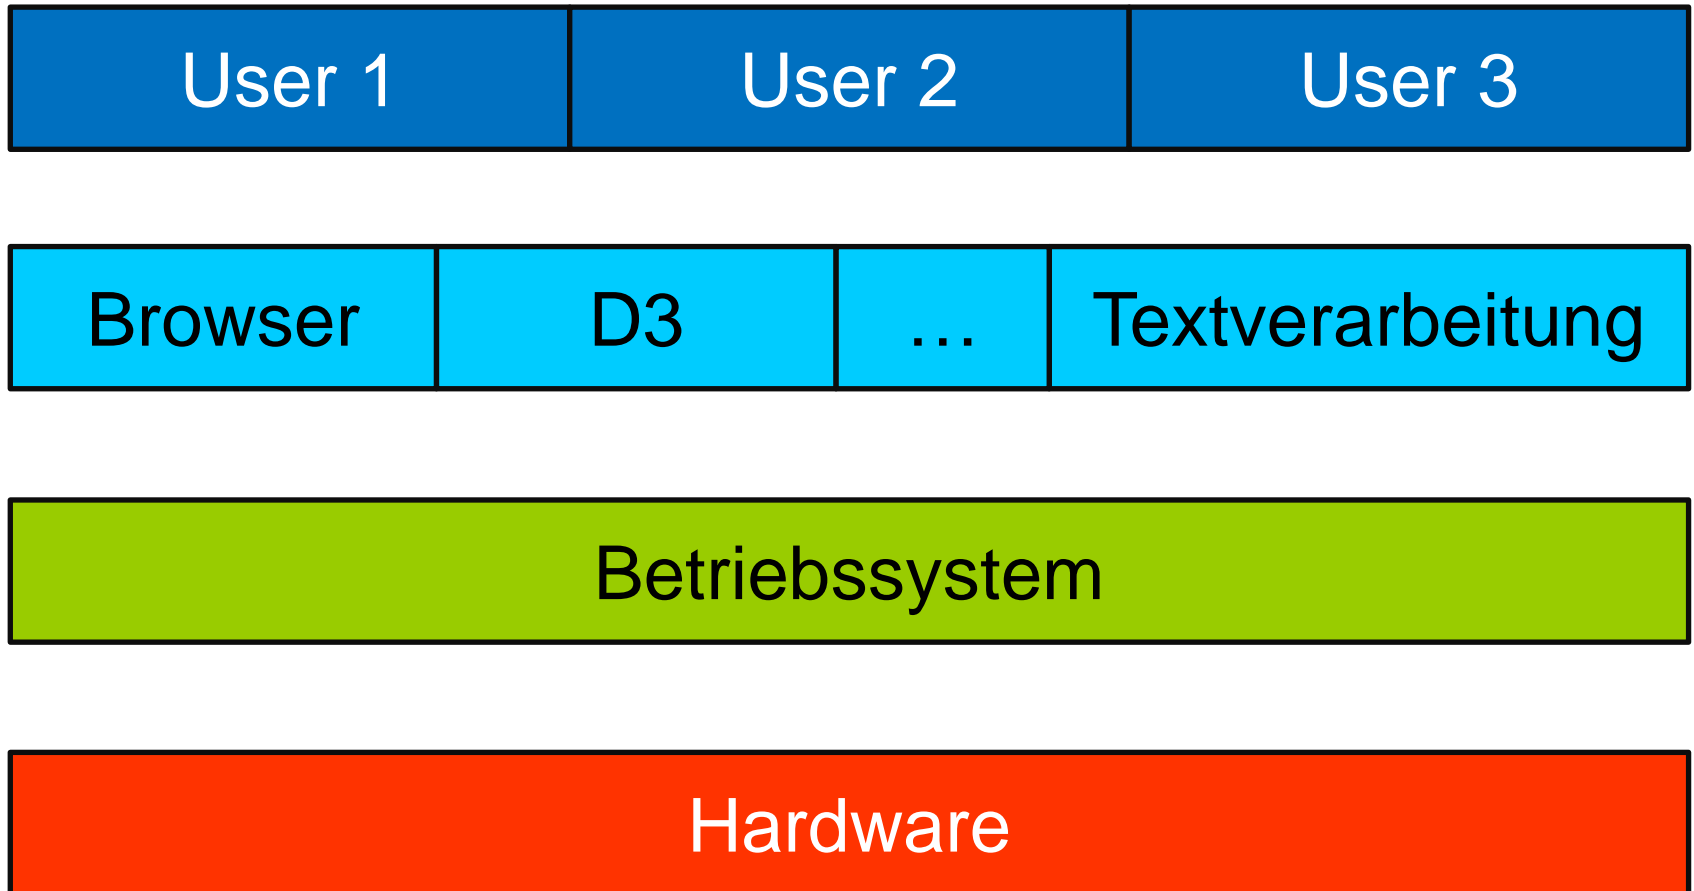 User 1 User 2 User 3
Browser D3 … Textverarbeitung
Betriebssystem
Hardware